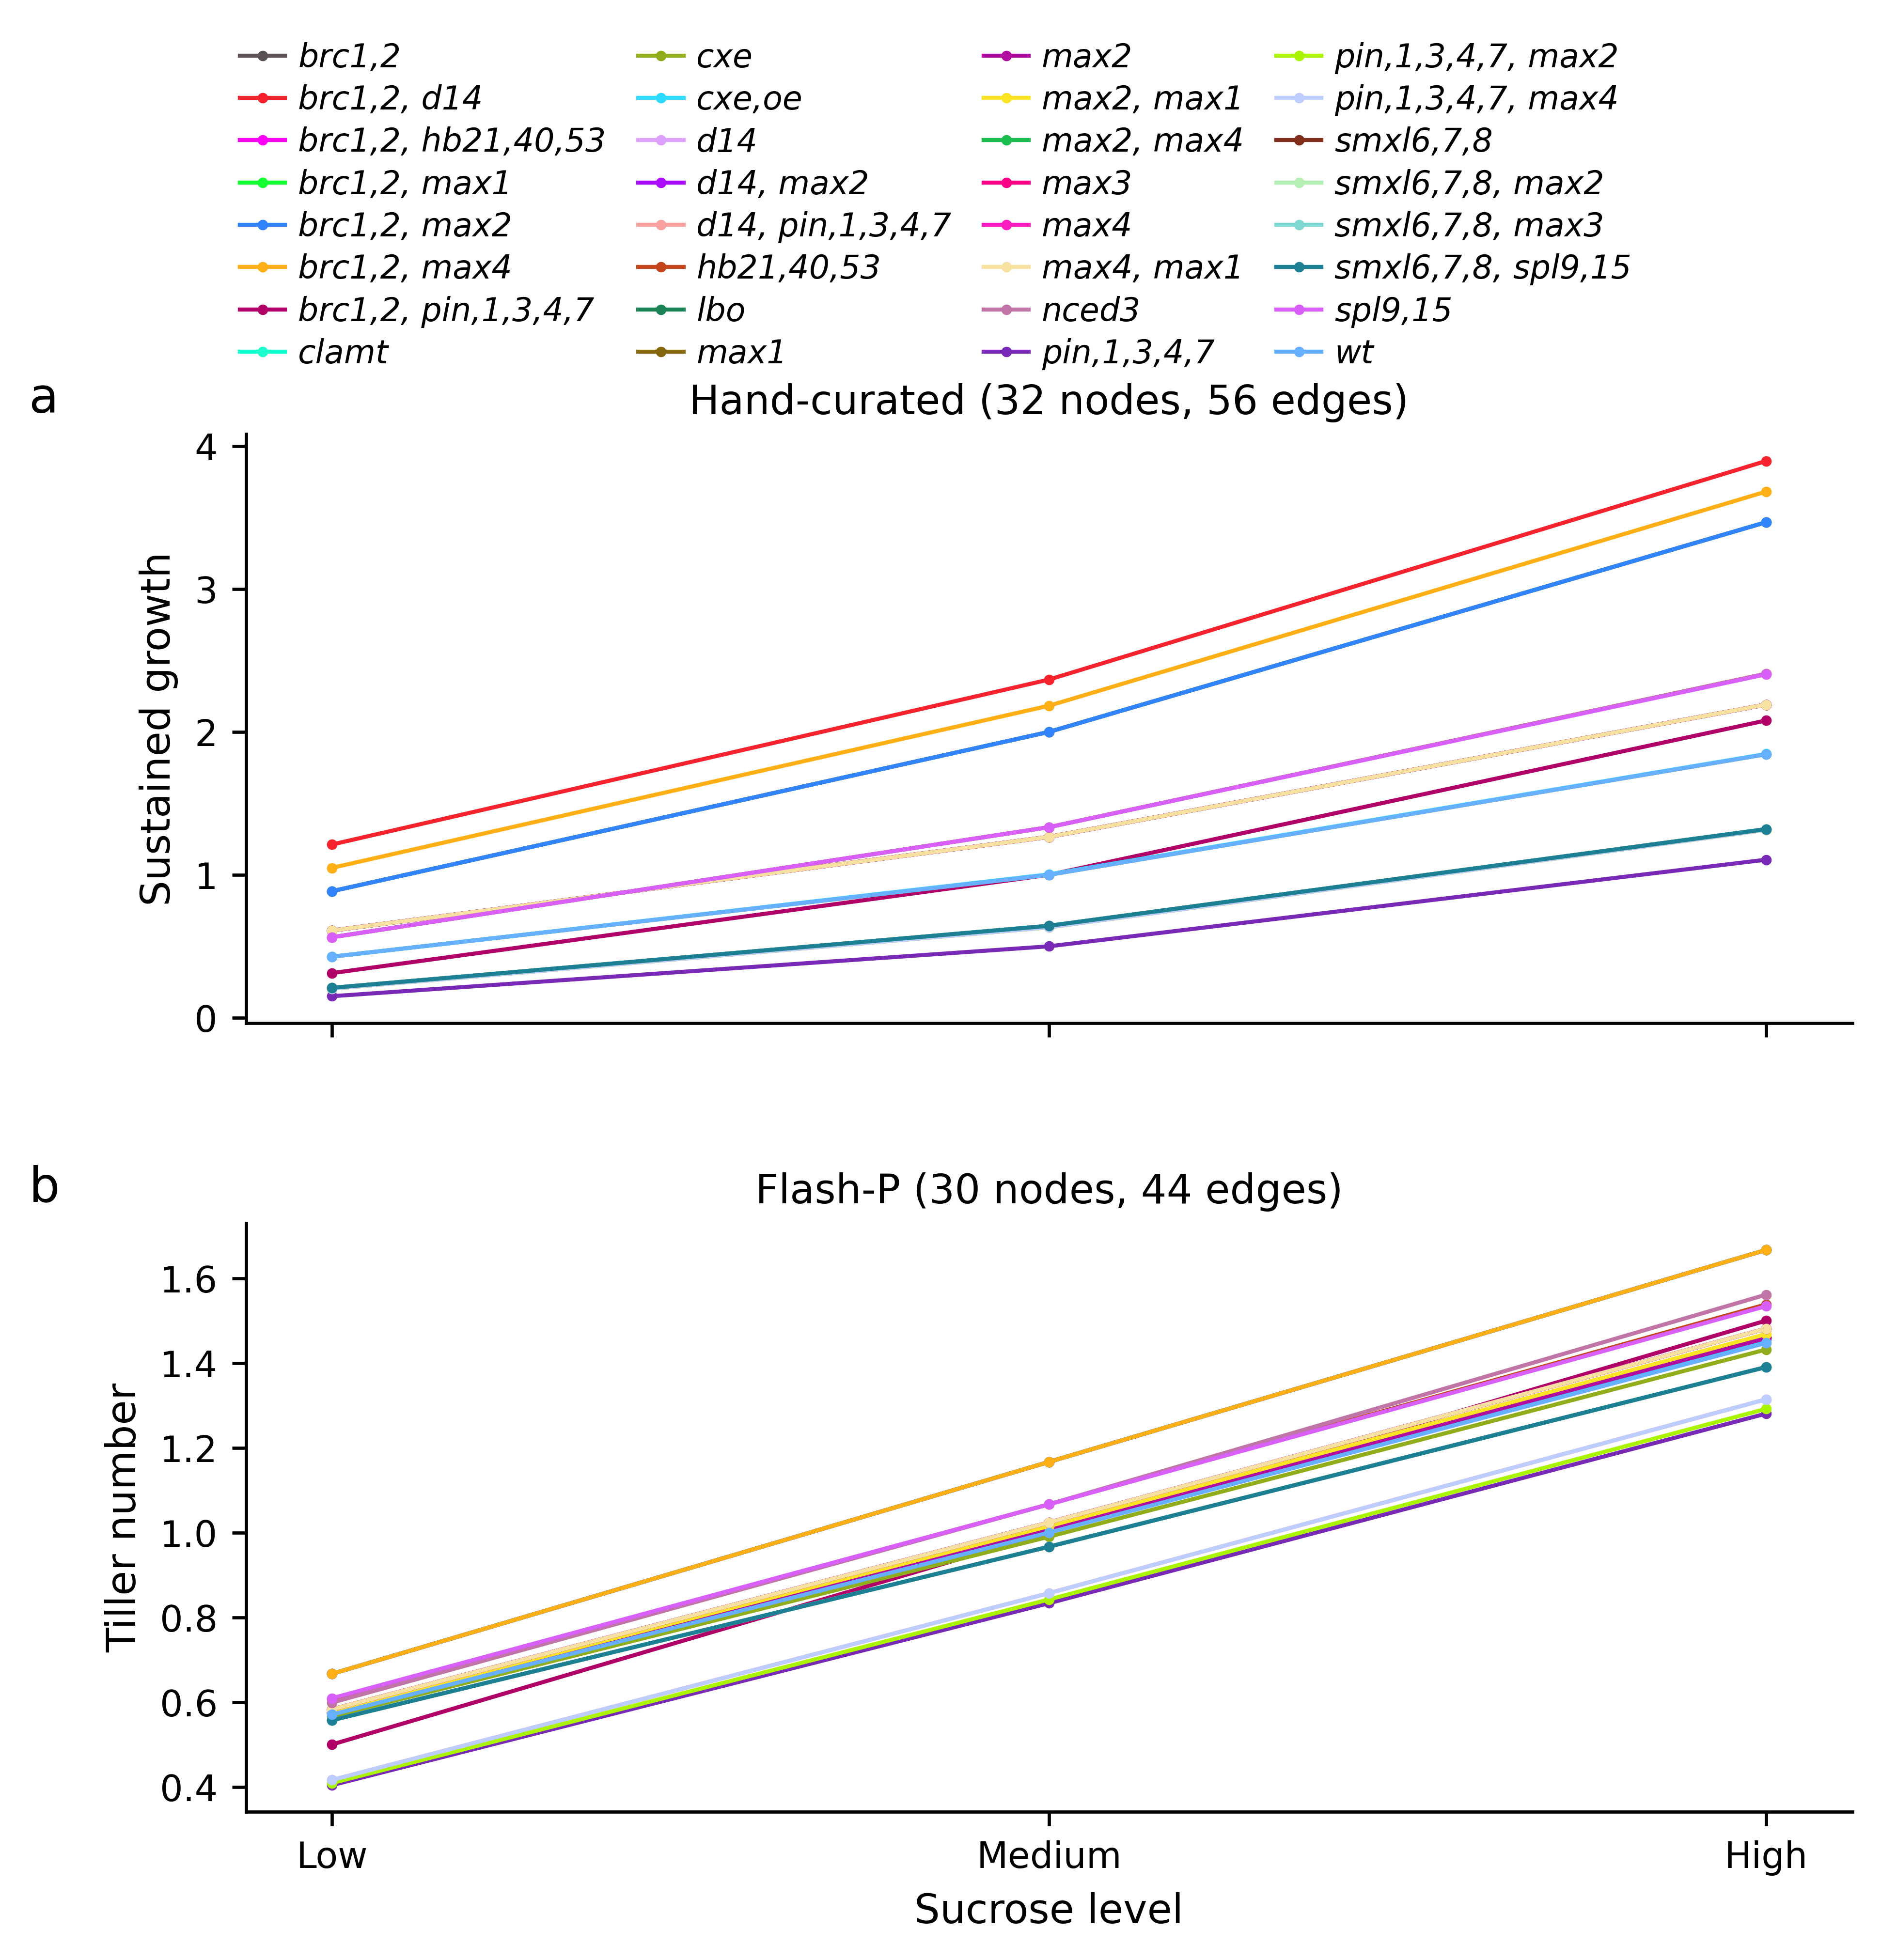 brc1,2
brc1,2, d14
brc1,2, hb21,40,53
brc1,2, max1
brc1,2, max2
brc1,2, max4
brc1,2, pin,1,3,4,7
clamt
cxe
cxe,oe
d14
d14, max2
d14, pin,1,3,4,7
hb21,40,53
lbo
max1
max2
max2, max1
max2, max4
max3
max4
max4, max1
nced3
pin,1,3,4,7
pin,1,3,4,7, max2
pin,1,3,4,7, max4
smxl6,7,8
smxl6,7,8, max2
smxl6,7,8, max3
smxl6,7,8, spl9,15
spl9,15
wt
a
Hand-curated (32 nodes, 56 edges)
Sustained growth
4
3
2
1
0
b
Flash-P (30 nodes, 44 edges)
Tiller number
1.6
1.4
1.2
1.0
0.8
0.6
0.4
Low
Medium
High
Sucrose level